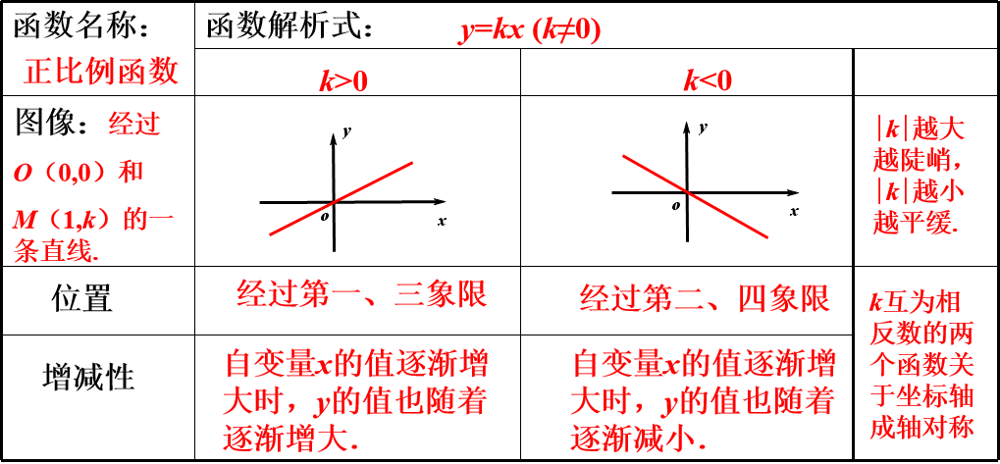 函数名称：
正比例函数
函数解析式： y=kx (k≠0)
k>0
k<0
图像：经过
O（0,0）和
M（1,k）的一
条直线.
y
o
x
y
o
x
|k|越大
越陡峭，
|k|越小
越平缓.
位置
经过第一、三象限
经过第二、四象限
k互为相
反数的两
个函数关
于坐标轴
成轴对称
增减性
自变量x的值逐渐增
大时，y的值也随着
逐渐增大．
自变量x的值逐渐增
大时，y的值也随着
逐渐减小．